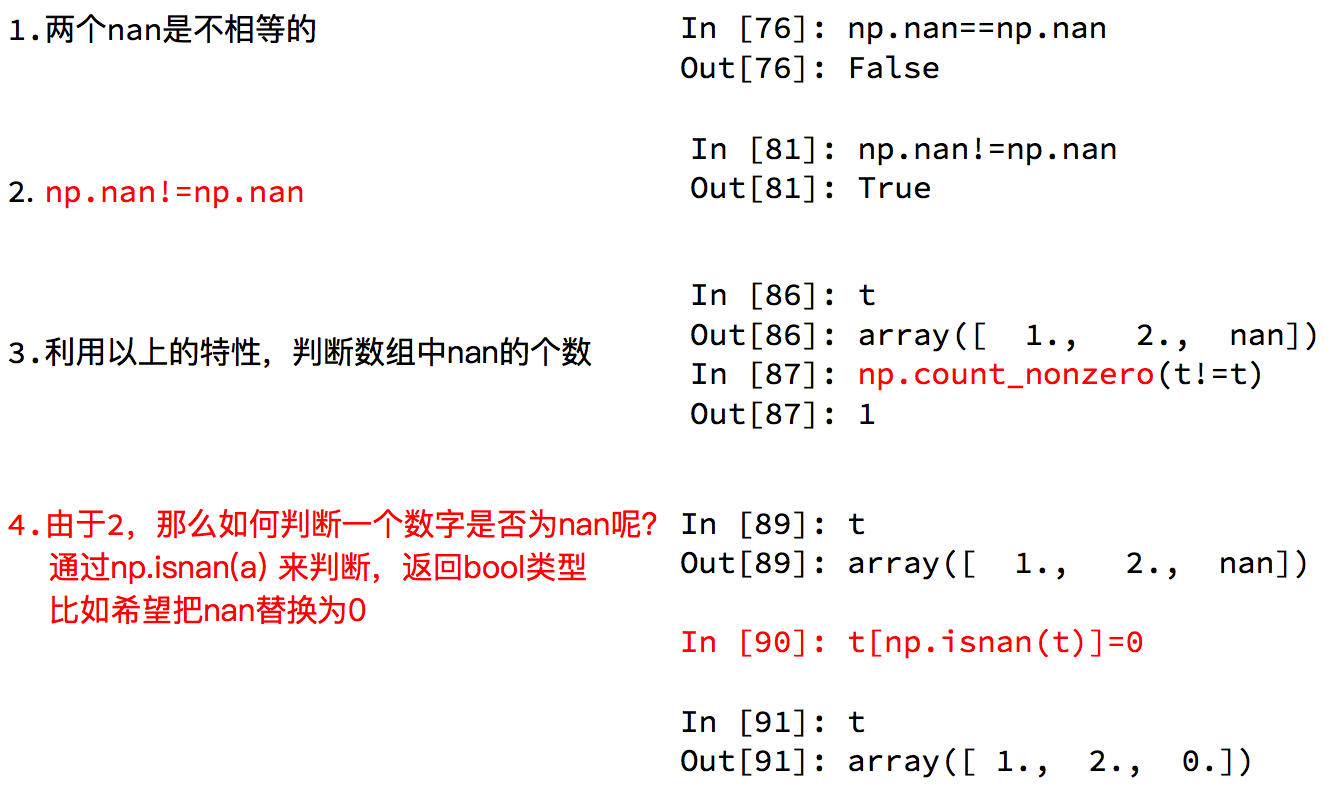 1.两个nan是不相等的
In [76]: np.nan==np.nan
Out[76]: False
2. np.nan!=np.nan
In [81]: np.nan!=np.nan
Out[81]: True
3.利用以上的特性，判断数组中nan的个数
In [86]: t
Out[86]: array([  1.,   2.,  nan])
In [87]: np.count_nonzero(t!=t)
Out[87]: 1
4.由于2，那么如何判断一个数字是否为nan呢?
通过np.isnan(a) 来判断，返回bool类型
比如希望把nan替换为0
In [89]: t
Out[89]: array([  1.,   2.,  nan])
In [90]: t[np.isnan(t)]=0
In [91]: t
Out[91]: array([ 1.,  2.,  0.])